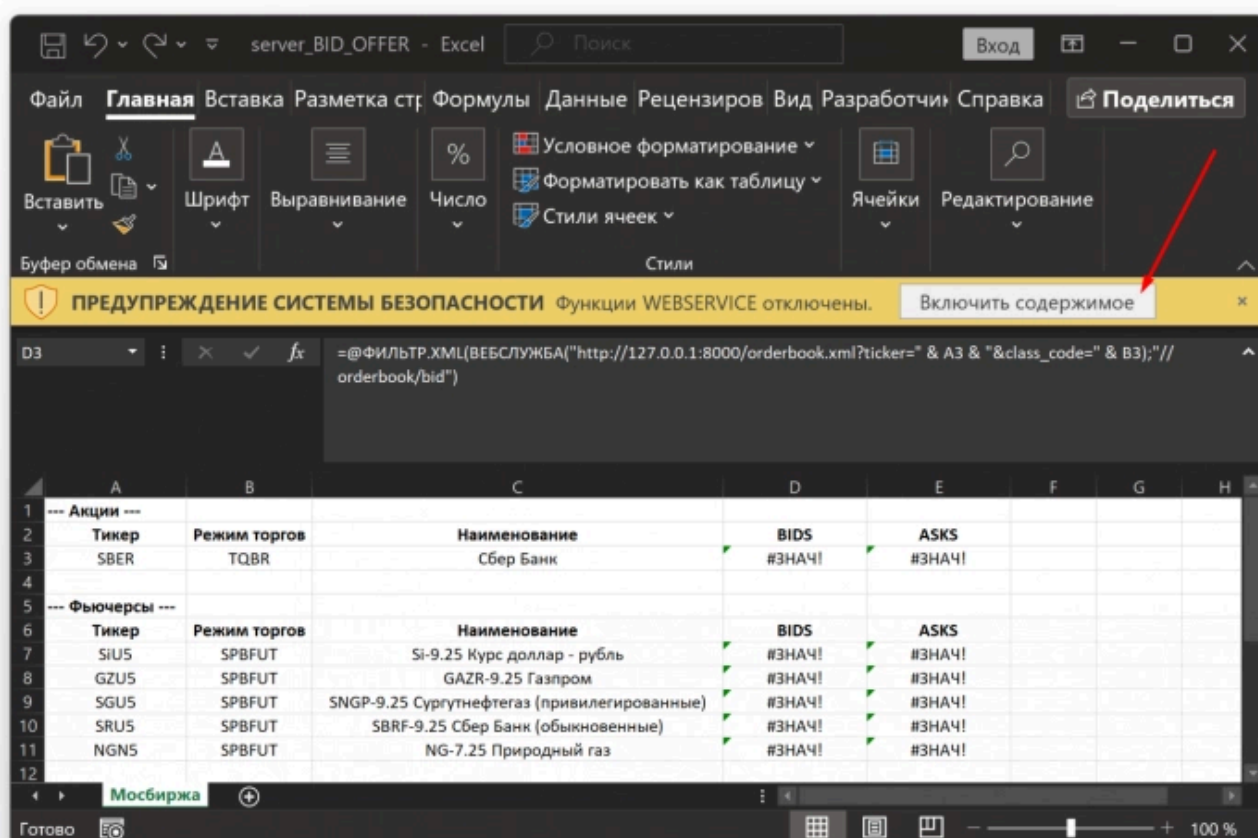 server_BID_OFFER - Excel
Поиск
Вход
Файл Главная Вставка Разметка стр Формулы Данные Рецензиров Вид Разработчик Справка Поделиться
Вставить
Буфер обмена
Шрифт
Выравнивание
%
Число
Условное форматирование
Форматировать как таблицу
Стили ячеек
Стили
Ячейки
Редактирование
ПРЕДУПРЕЖДЕНИЕ СИСТЕМЫ БЕЗОПАСНОСТИ Функции WEBSERVICE отключены. Включить содержимое
D3 fx =@ФИЛЬТР.XML(ВЕБСЛУЖБА("http://127.0.0.1:8000/orderbook.xml?ticker=" & A3 & "&class_code=" & B3);"//
orderbook/bid")
A B C D E F G H
1 --- Акции ---
2 Тикер Режим торгов Наименование BIDS ASKS
3 SBER TQBR Сбер Банк #ЗНАЧ! #ЗНАЧ!
4
5 --- Фьючерсы ---
6 Тикер Режим торгов Наименование BIDS ASKS
7 SiU5 SPBFUT Si-9.25 Курс доллар - рубль #ЗНАЧ! #ЗНАЧ!
8 GZU5 SPBFUT GAZR-9.25 Газпром #ЗНАЧ! #ЗНАЧ!
9 SGU5 SPBFUT SNGP-9.25 Сургутнефтегаз (привилегированные) #ЗНАЧ! #ЗНАЧ!
10 SRU5 SPBFUT SBRF-9.25 Сбер Банк (обыкновенные) #ЗНАЧ! #ЗНАЧ!
11 NGN5 SPBFUT NG-7.25 Природный газ #ЗНАЧ! #ЗНАЧ!
12
Мосбиржа
Готово 100 %